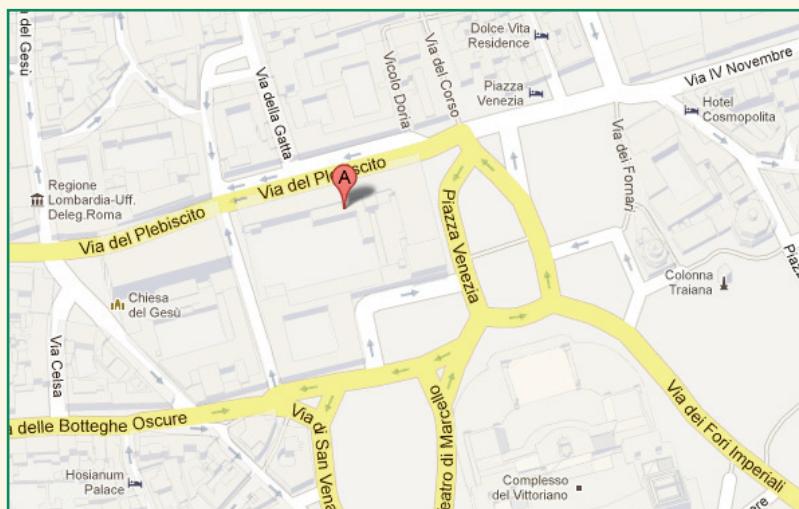 a del Gesù
Via della Gatta
Vicolo Doria
Via del Corso
Dolce Vita
Residence
Piazza
Venezia
Via IV Novembre
Hotel
Cosmopolita
Via dei Fornari
Regione
Lombardia-Uff.
Deleg.Roma
Via del Plebiscito
Via del Plebiscito
A
Piazza Venezia
Colonna
Traiana
Piazz
Chiesa
del Gesù
Via Celsa
a delle Botteghe Oscure
Via di San Vena
eatro di Marcello
Via dei Fori Imperiali
Hosianum
Palace
Complesso
del Vittoriano
ere